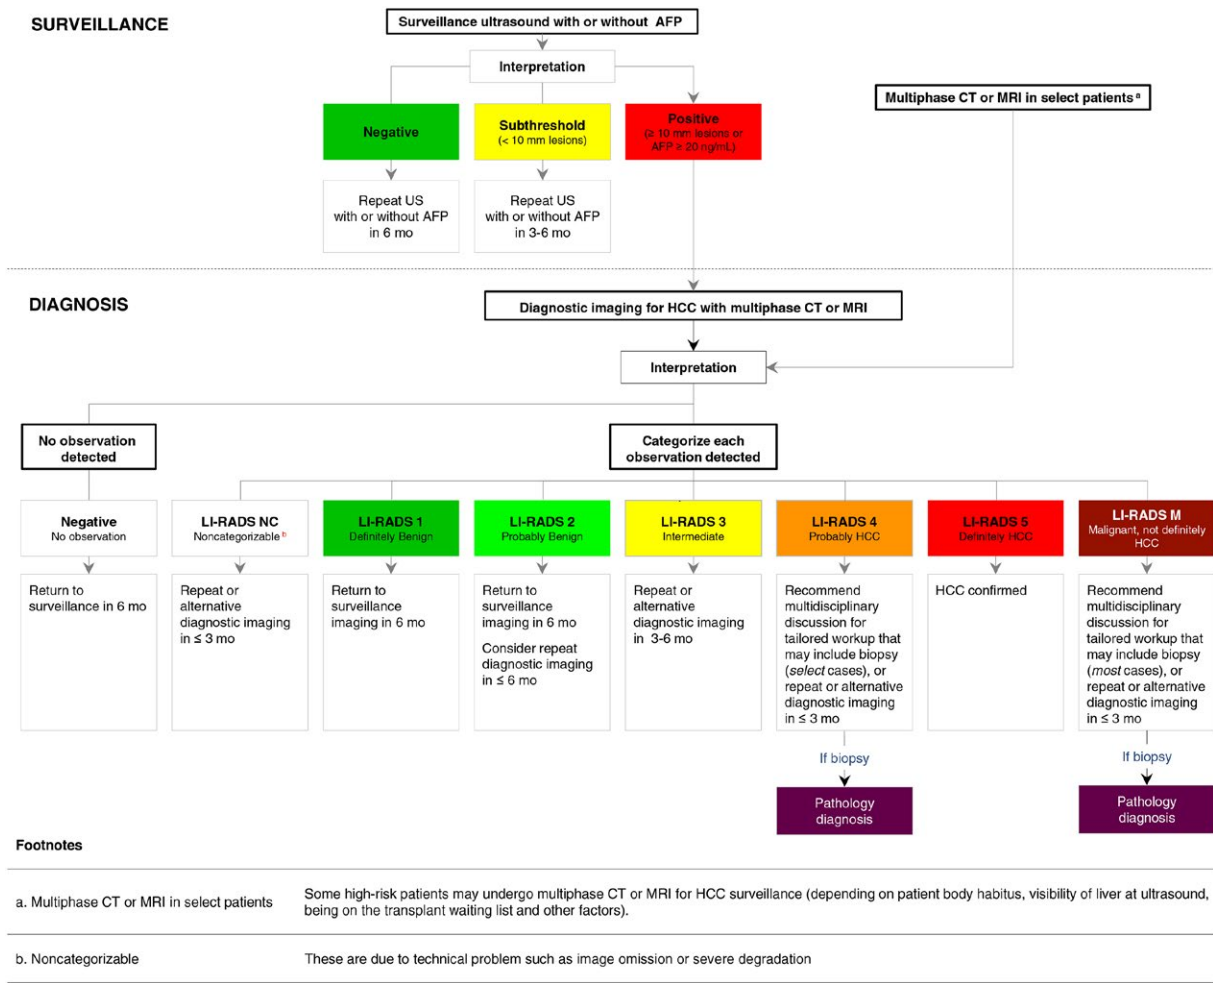 SURVEILLANCE
Surveillance ultrasound with or without AFP
Interpretation
Multiphase CT or MRI in select patients a
Negative
Subthreshold
(< 10 mm lesions)
Positive
(≥ 10 mm lesions or
AFP ≥ 20 ng/mL)
Repeat US
with or without AFP
in 6 mo
Repeat US
with or without AFP
in 3-6 mo
DIAGNOSIS
Diagnostic imaging for HCC with multiphase CT or MRI
Interpretation
No observation
detected
Categorize each
observation detected
Negative
No observation
LI-RADS NC
Noncategorizable b
LI-RADS 1
Definitely Benign
LI-RADS 2
Probably Benign
LI-RADS 3
Intermediate
LI-RADS 4
Probably HCC
LI-RADS 5
Definitely HCC
LI-RADS M
Malignant, not definitely
HCC
Return to
surveillance in 6 mo
Repeat or
alternative
diagnostic imaging
in ≤ 3 mo
Return to
surveillance
imaging in 6 mo
Return to
surveillance
imaging in 6 mo
Consider repeat
diagnostic imaging
in ≤ 6 mo
Repeat or
alternative
diagnostic imaging
in 3-6 mo
Recommend
multidisciplinary
discussion for
tailored workup that
may include biopsy
(select cases), or
repeat or alternative
diagnostic imaging
in ≤ 3 mo
HCC confirmed
Recommend
multidisciplinary
discussion for
tailored workup that
may include biopsy
(most cases), or
repeat or alternative
diagnostic imaging
in ≤ 3 mo
If biopsy
If biopsy
Pathology
diagnosis
Pathology
diagnosis
Footnotes
a. Multiphase CT or MRI in select patients
Some high-risk patients may undergo multiphase CT or MRI for HCC surveillance (depending on patient body habitus, visibility of liver at ultrasound,
being on the transplant waiting list and other factors).
b. Noncategorizable
These are due to technical problem such as image omission or severe degradation